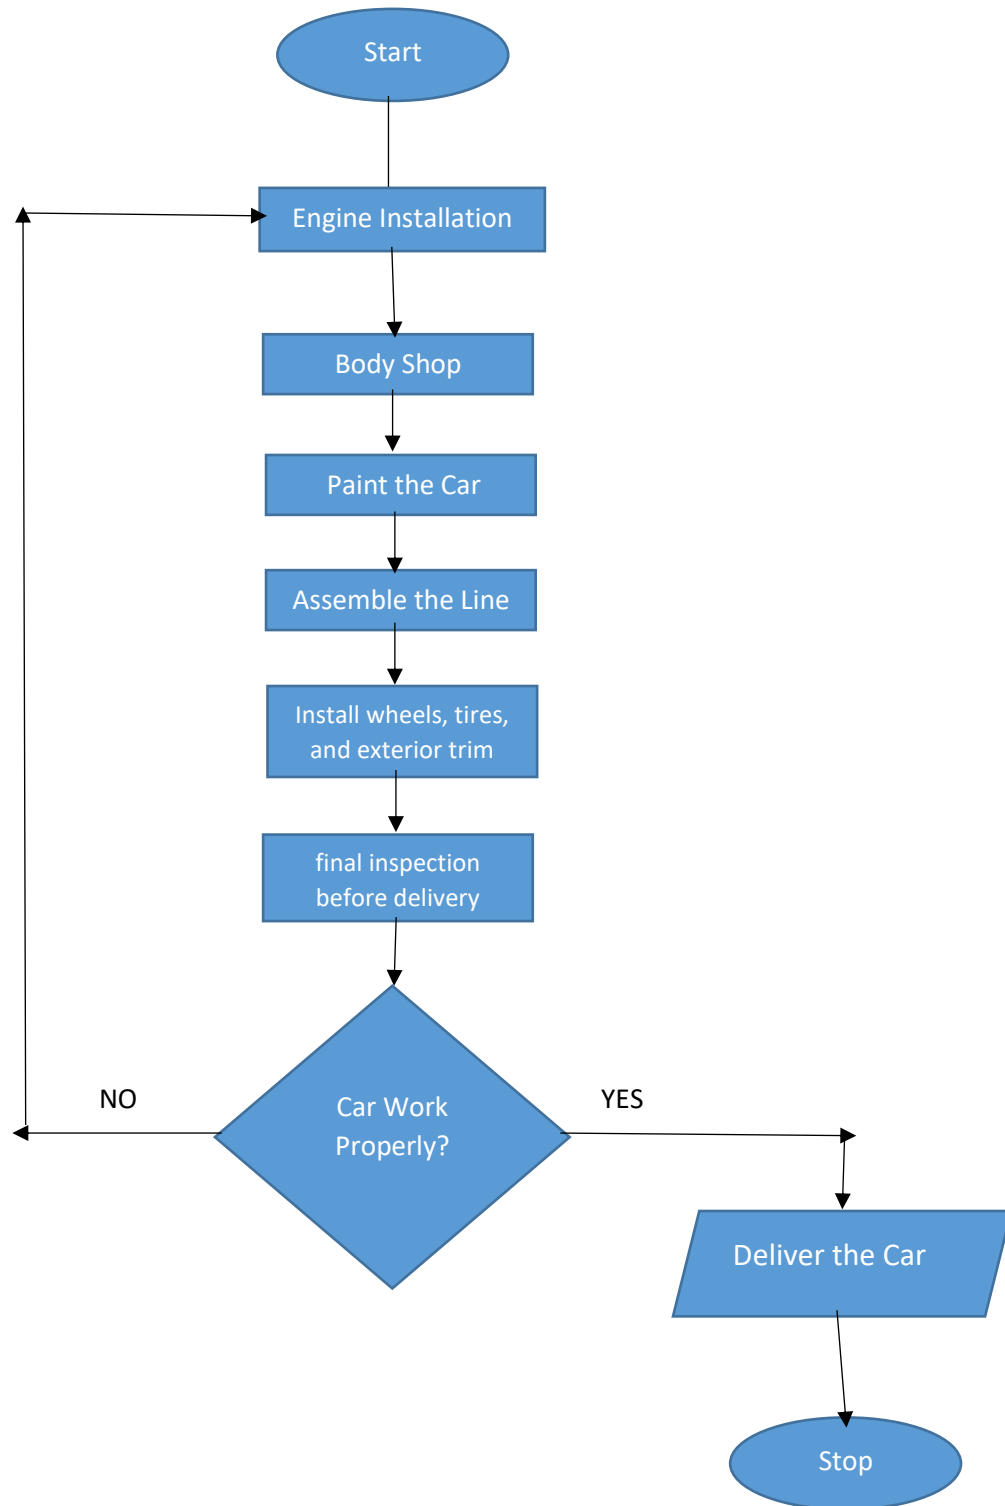 Start
Engine Installation
Body Shop
Paint the Car
Assemble the Line
Install wheels, tires,
and exterior trim
final inspection
before delivery
Car Work
Properly?
NO
YES
Deliver the Car
Stop